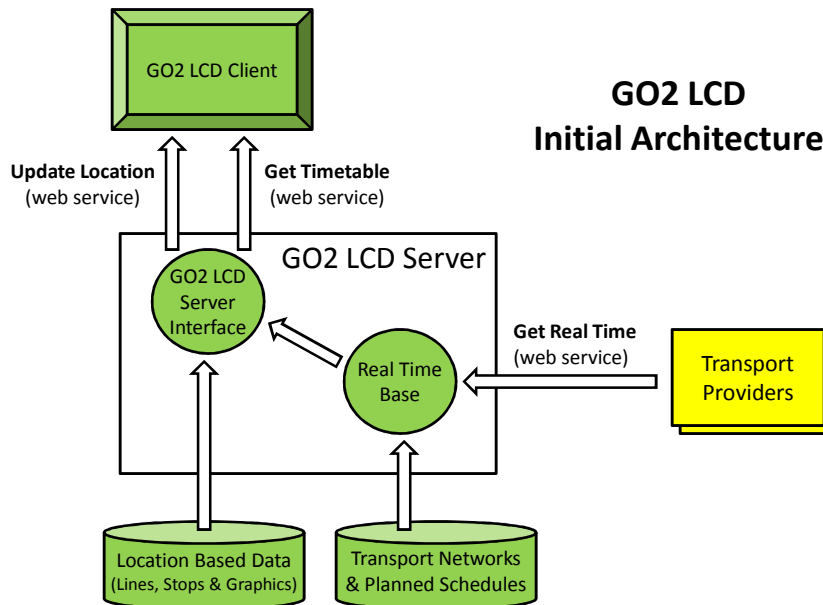 GO2 LCD Client
GO2 LCD
Initial Architecture
Update Location
(web service)
Get Timetable
(web service)
GO2 LCD Server
GO2 LCD
Server
Interface
Real Time
Base
Get Real Time
(web service)
Transport
Providers
Location Based Data
(Lines, Stops & Graphics)
Transport Networks
& Planned Schedules